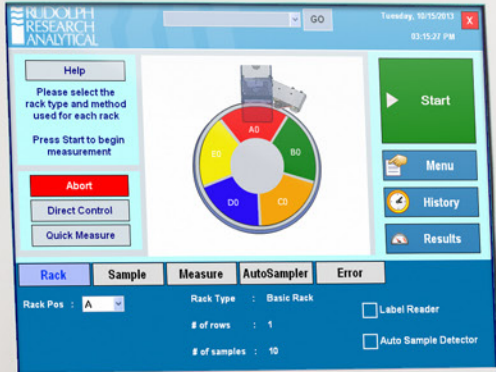 RUDOLPH
RESEARCH
ANALYTICAL
GO
Tuesday, 10/15/2013
03:15:27 PM
X
Help
Please select the
rack type and method
used for each rack
Press Start to begin
measurement
Abort
Direct Control
Quick Measure
A0
B0
C0
D0
E0
Start
Menu
History
Results
Rack
Sample
Measure
AutoSampler
Error
Rack Pos : A
Rack Type : Basic Rack
# of rows : 1
# of samples : 10
Label Reader
Auto Sample Detector